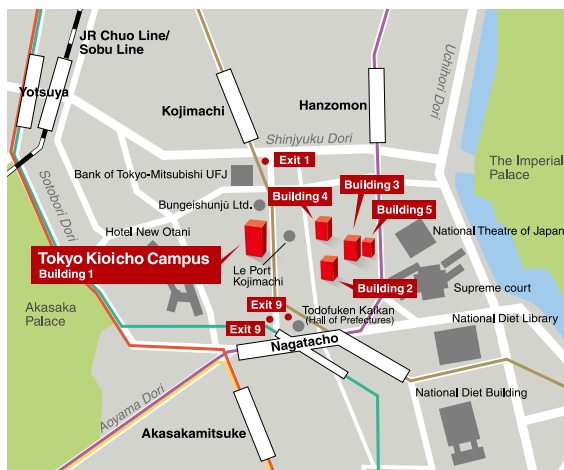 JR Chuo Line/
Sobu Line
Yotsuya
Kojimachi
Hanzomon
Uchibori Dori
Shinjyuku Dori
Exit 1
The Imperial
Palace
Bank of Tokyo-Mitsubishi UFJ
Building 3
Building 4
Building 5
Bungeishunjū Ltd.
Sotobori Dori
Hotel New Otani
National Theatre of Japan
Tokyo Kioicho Campus
Building 1
Le Port
Kojimachi
Building 2
Supreme court
Akasaka
Palace
Exit 9
Exit 9
Todofuken Kaikan
(Hall of Prefectures)
National Diet Library
Nagatacho
Aoyama Dori
National Diet Building
Akasakamitsuke